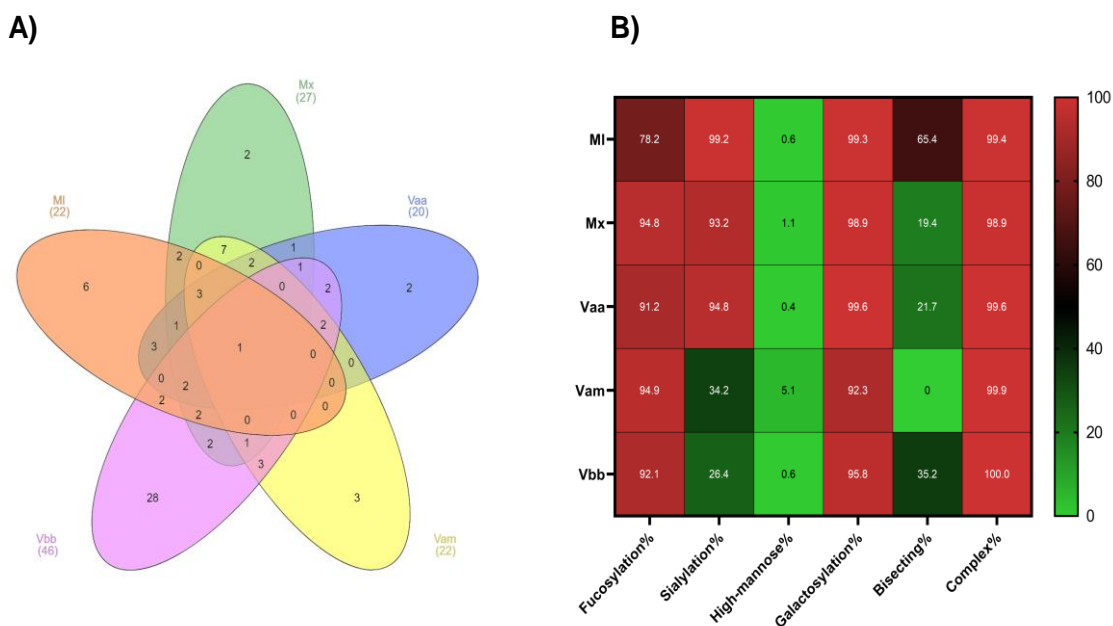 A)
B)
Mx
(27)
2
Ml
(22)
Vaa
(20)
6
2
2
0
7
2
1
1
0
2
3
2
1
3
1
0
0
0
0
2
2
2
0
0
0
2
1
3
28
3
Vbb
(46)
Vam
(22)
100
80
60
40
20
0
Ml 78.2 99.2 0.6 99.3 65.4 99.4
Mx 94.8 93.2 1.1 98.9 19.4 98.9
Vaa 91.2 94.8 0.4 99.6 21.7 99.6
Vam 94.9 34.2 5.1 92.3 0 99.9
Vbb 92.1 26.4 0.6 95.8 35.2 100.0
Fucosylation%
Sialylation%
High-mannose%
Galactosylation%
Bisecting%
Complex%